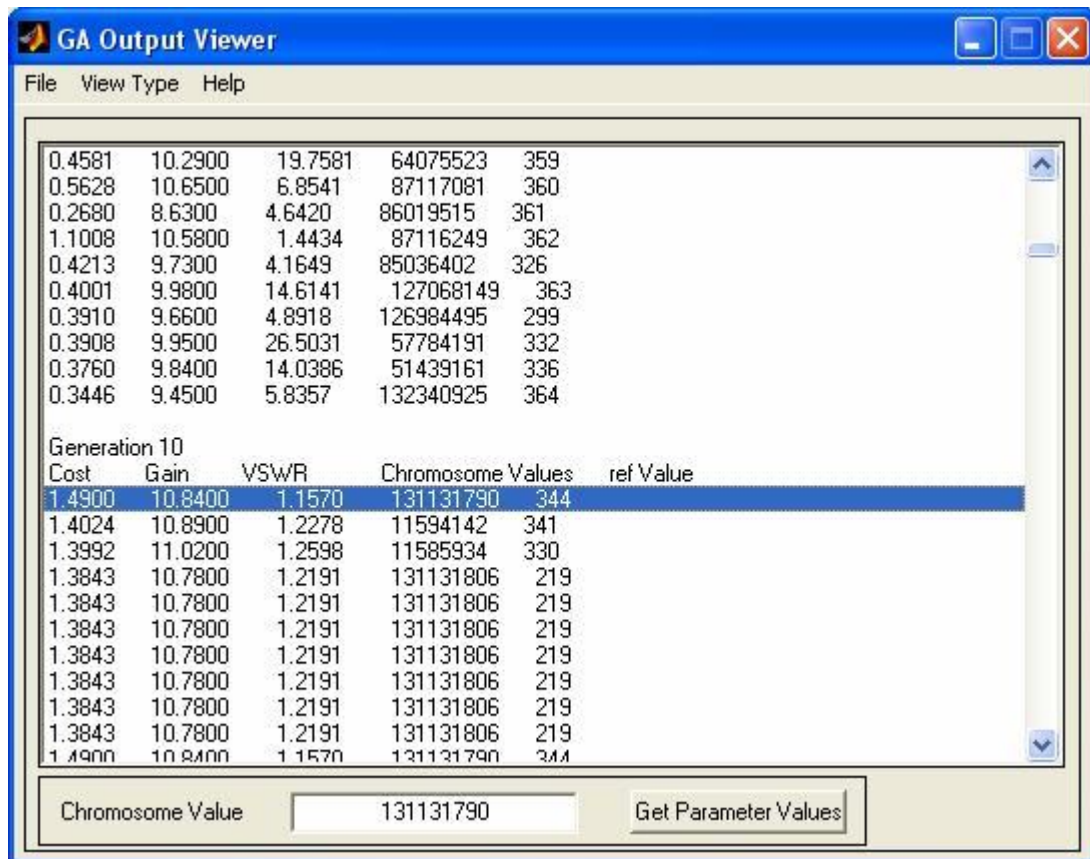 GA Output Viewer
File View Type Help
0.4581 10.2900 19.7581 64075523 359
0.5628 10.6500 6.8541 87117081 360
0.2680 8.6300 4.6420 86019515 361
1.1008 10.5800 1.4434 87116249 362
0.4213 9.7300 4.1649 85036402 326
0.4001 9.9800 14.6141 127068149 363
0.3910 9.6600 4.8918 126984495 299
0.3908 9.9500 26.5031 57784191 332
0.3760 9.8400 14.0386 51439161 336
0.3446 9.4500 5.8357 132340925 364
Generation 10
Cost Gain VSWR Chromosome Values ref Value
1.4900 10.8400 1.1570 131131790 344
1.4024 10.8900 1.2278 11594142 341
1.3992 11.0200 1.2598 11585934 330
1.3843 10.7800 1.2191 131131806 219
1.3843 10.7800 1.2191 131131806 219
1.3843 10.7800 1.2191 131131806 219
1.3843 10.7800 1.2191 131131806 219
1.3843 10.7800 1.2191 131131806 219
1.3843 10.7800 1.2191 131131806 219
1.3843 10.7800 1.2191 131131806 219
1.4900 10.8400 1.1570 131131790 344
Chromosome Value 131131790 Get Parameter Values